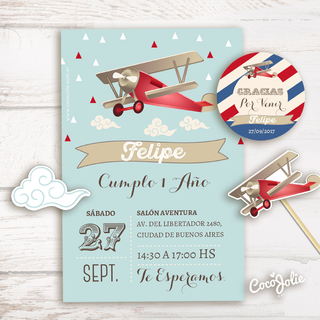 Felipe
Cumplo 1 Año
SÁBADO
27
SEPT.
SALÓN AVENTURA
AV. DEL LIBERTADOR 2480,
CIUDAD DE BUENOS AIRES
14:30 A 17:00 HS
Te Esperamos
GRACIAS
Por Venir
Felipe
27/09/2017
CocoJolie